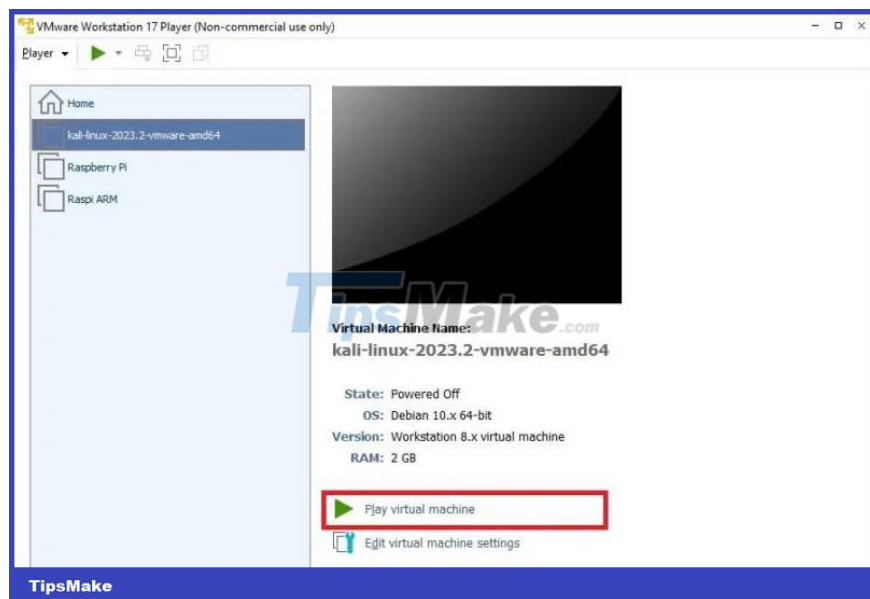 VMware Workstation 17 Player (Non-commercial use only)
Player
Home
kali-linux-2023.2-vmware-amd64
Raspberry Pi
Raspi ARM
TipsMake.com
Virtual Machine Name:
kali-linux-2023.2-vmware-amd64
State: Powered Off
OS: Debian 10.x 64-bit
Version: Workstation 8.x virtual machine
RAM: 2 GB
Play virtual machine
Edit virtual machine settings
TipsMake